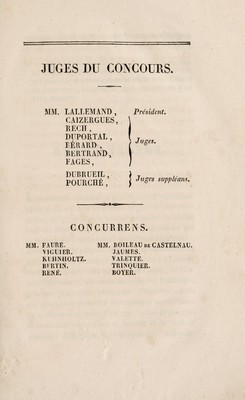 JUGES DU CONCOURS.
MM. LALLEMAND, Président.
CAIZERGUES,
RECH,
DUPORTAL,
FÉRARD, Juges.
BERTRAND,
FAGES,
DUBRUEIL,
POURCHÉ, Juges suppléans.
CONCURRENS.
MM. FAURE. MM. BOILEAU DE CASTELNAU.
VIGUIER. JAUMES.
KUHNHOLTZ. VALETTE.
BERTIN. TRINQUIER.
RENÉ. BOYER.